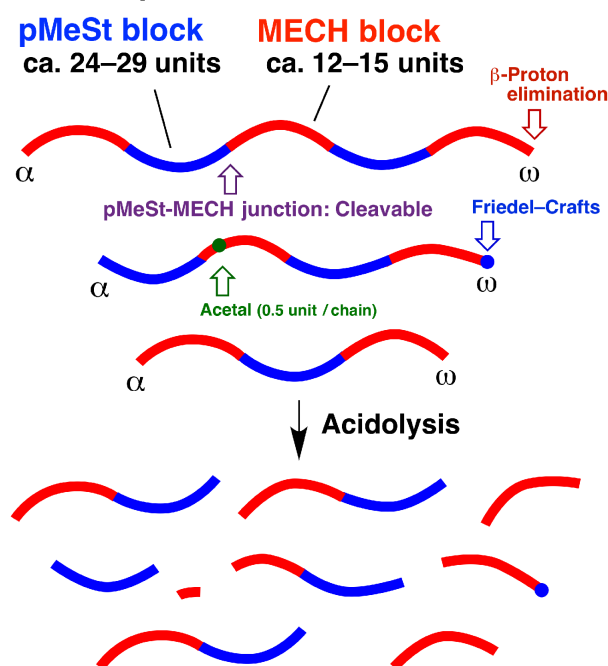 pMeSt block
ca. 24–29 units
MECH block
ca. 12–15 units
β-Proton
elimination
α
ω
pMeSt-MECH junction: Cleavable
Friedel–Crafts
α
ω
Acetal (0.5 unit / chain)
α
ω
Acidolysis